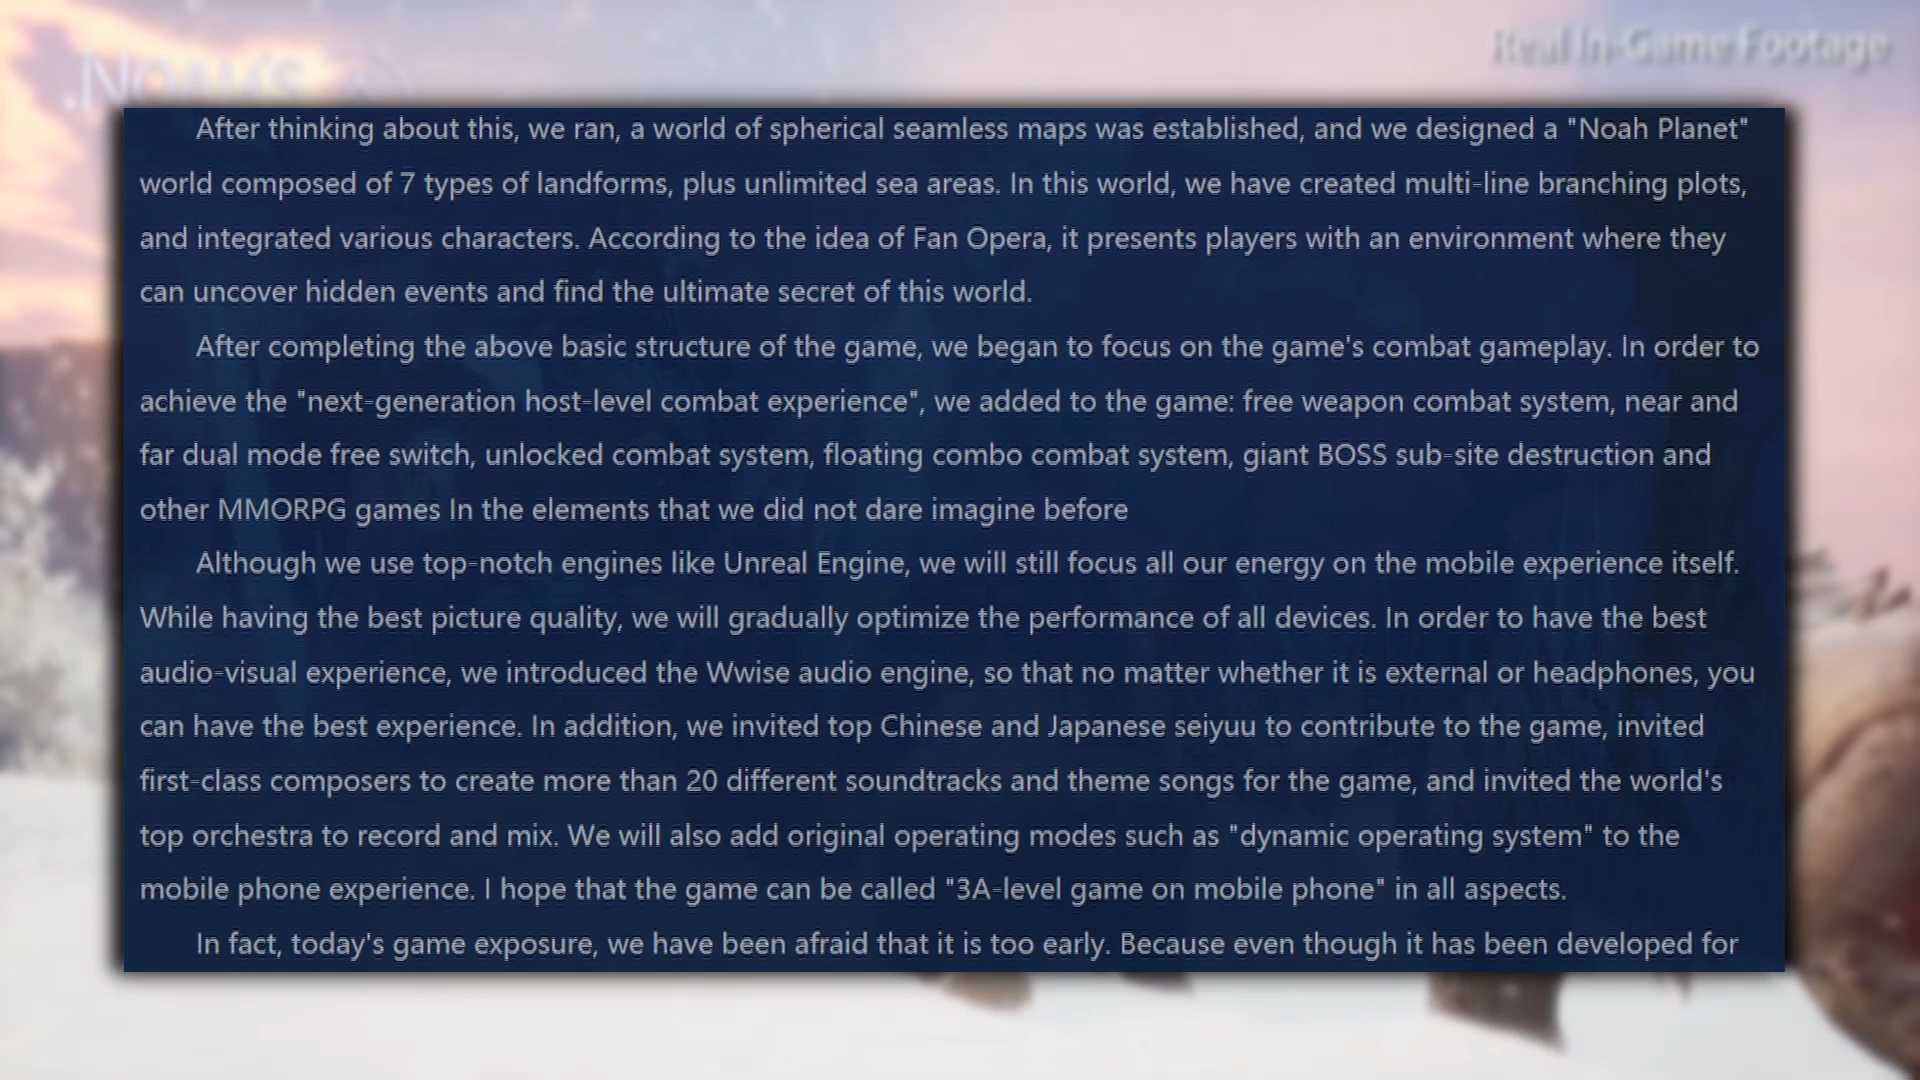 .NOAH'S
Real In-Game Footage
After thinking about this, we ran, a world of spherical seamless maps was established, and we designed a "Noah Planet"
world composed of 7 types of landforms, plus unlimited sea areas. In this world, we have created multi-line branching plots,
and integrated various characters. According to the idea of Fan Opera, it presents players with an environment where they
can uncover hidden events and find the ultimate secret of this world.
After completing the above basic structure of the game, we began to focus on the game's combat gameplay. In order to
achieve the "next-generation host-level combat experience", we added to the game: free weapon combat system, near and
far dual mode free switch, unlocked combat system, floating combo combat system, giant BOSS sub-site destruction and
other MMORPG games In the elements that we did not dare imagine before
Although we use top-notch engines like Unreal Engine, we will still focus all our energy on the mobile experience itself.
While having the best picture quality, we will gradually optimize the performance of all devices. In order to have the best
audio-visual experience, we introduced the Wwise audio engine, so that no matter whether it is external or headphones, you
can have the best experience. In addition, we invited top Chinese and Japanese seiyuu to contribute to the game, invited
first-class composers to create more than 20 different soundtracks and theme songs for the game, and invited the world's
top orchestra to record and mix. We will also add original operating modes such as "dynamic operating system" to the
mobile phone experience. I hope that the game can be called "3A-level game on mobile phone" in all aspects.
In fact, today's game exposure, we have been afraid that it is too early. Because even though it has been developed for